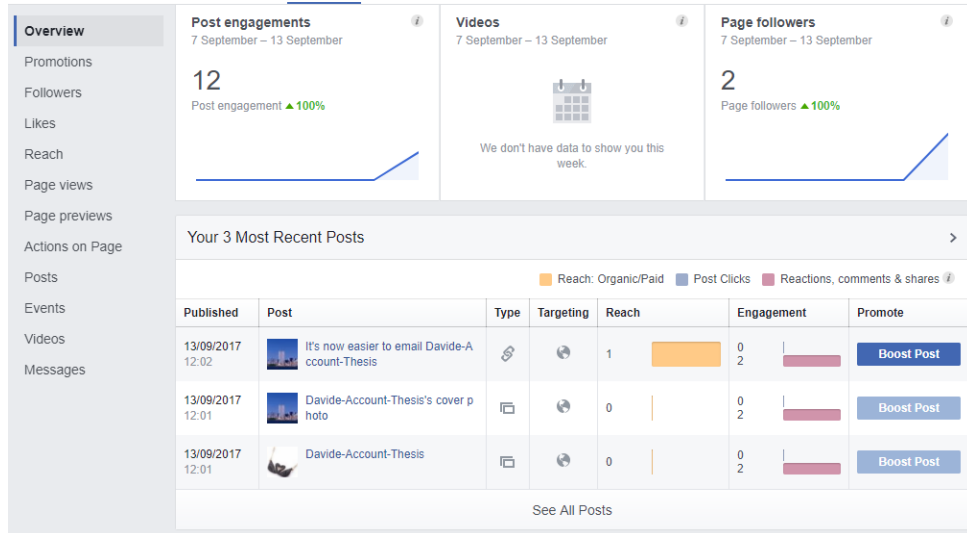 Overview
Promotions
Followers
Likes
Reach
Page views
Page previews
Actions on Page
Posts
Events
Videos
Messages
Post engagements
7 September – 13 September
12
Post engagement 100%
Videos
7 September – 13 September
We don't have data to show you this
week.
Page followers
7 September – 13 September
2
Page followers 100%
Your 3 Most Recent Posts
Reach: Organic/Paid Post Clicks Reactions, comments & shares
Published Post Type Targeting Reach Engagement Promote
13/09/2017
12:02
It's now easier to email Davide-A
ccount-Thesis
1
0
2
Boost Post
13/09/2017
12:01
Davide-Account-Thesis's cover p
hoto
0
0
2
Boost Post
13/09/2017
12:01
Davide-Account-Thesis
0
0
2
Boost Post
See All Posts